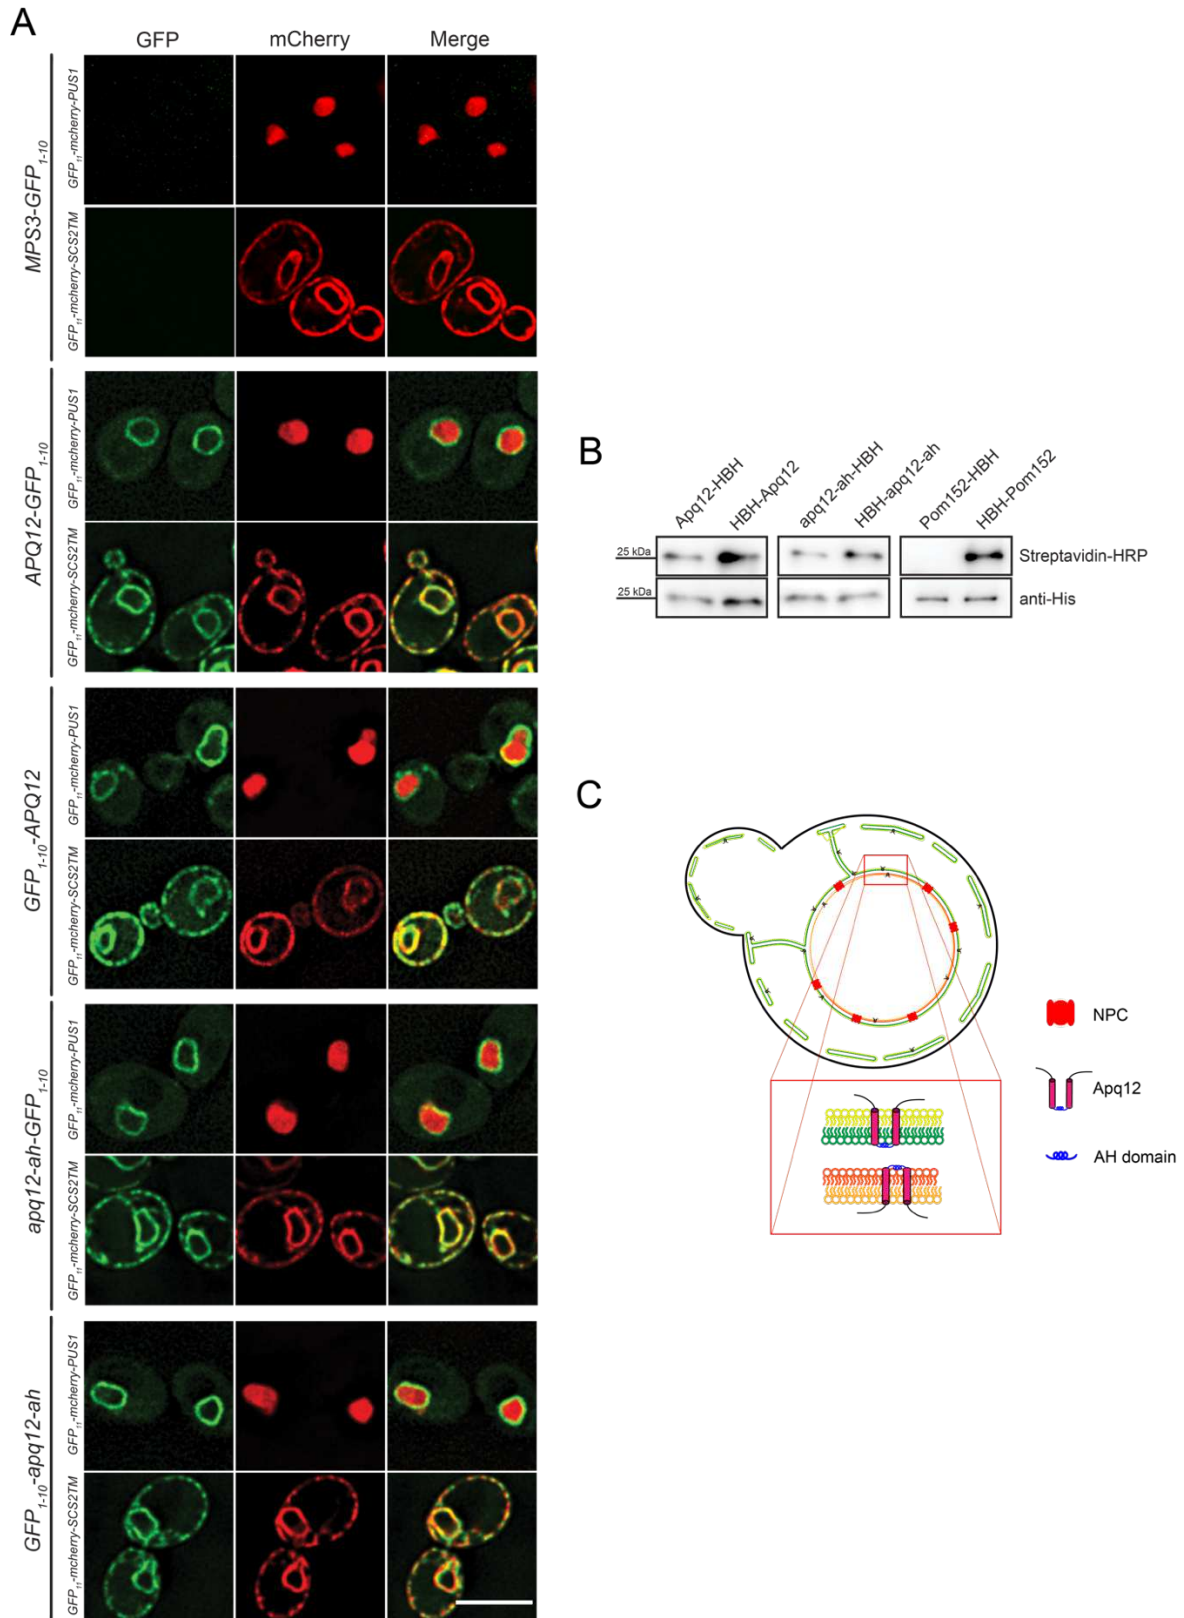 A
GFP mCherry Merge
MPS3-GFP1-10
GFP11-mcherry-PUS1
GFP11-mcherry-SCS2TM
APQ12-GFP1-10
GFP11-mcherry-PUS1
GFP11-mcherry-SCS2TM
GFP1-10-APQ12
GFP11-mcherry-PUS1
GFP11-mcherry-SCS2TM
apq12-ah-GFP1-10
GFP11-mcherry-PUS1
GFP11-mcherry-SCS2TM
GFP1-10-apq12-ah
GFP11-mcherry-PUS1
GFP11-mcherry-SCS2TM
B
Apq12-HBH HBH-Apq12 apq12-ah-HBH HBH-apq12-ah Pom152-HBH HBH-Pom152
25 kDa Streptavidin-HRP
25 kDa anti-His
C
NPC
Apq12
AH domain